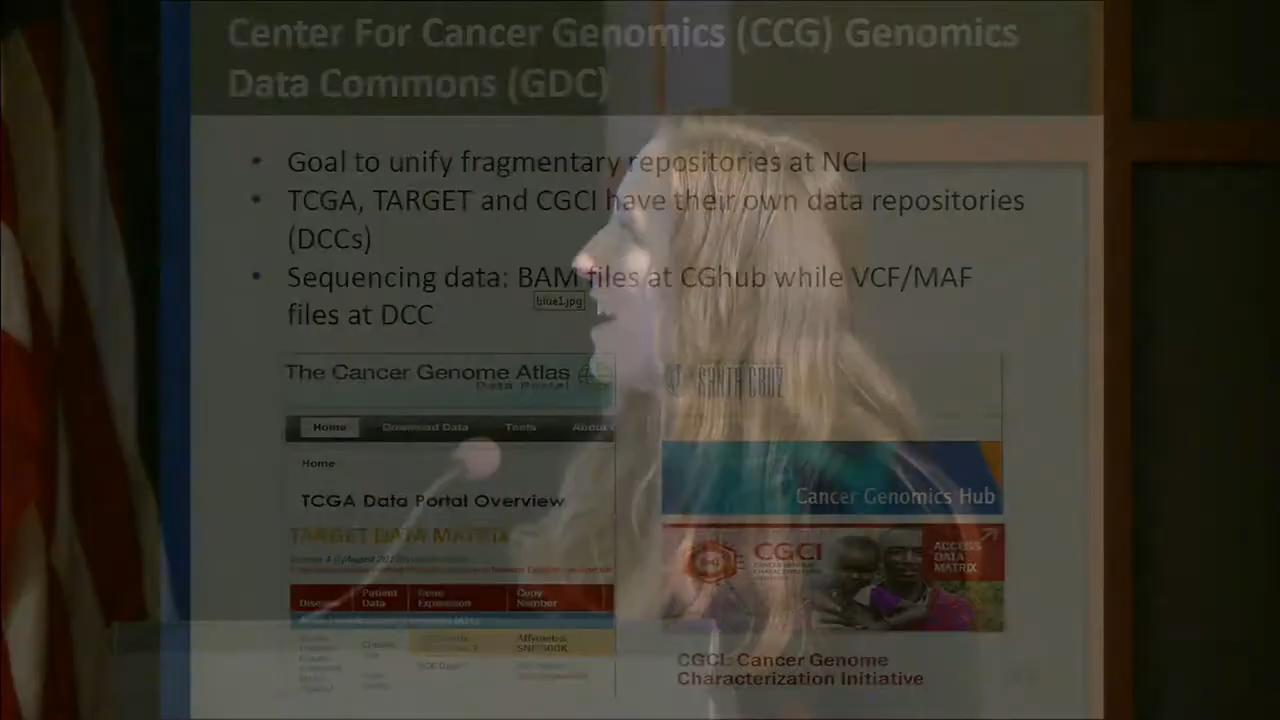 Center For Cancer Genomics (CCG) Genomics
Data Commons (GDC)
• Goal to unify fragmentary repositories at NCI
• TCGA, TARGET and CGCI have their own data repositories
(DCCs)
• Sequencing data: BAM files at CGhub while VCF/MAF
files at DCC
blue1.jpg
The Cancer Genome Atlas
Data Portal
Home Download Data Tools About
Home
TCGA Data Portal Overview
TARGET DATA MATRIX
Disease Patient Data Gene Expression Copy Number
Affymetrix
SNP
SANTA CRUZ
Cancer Genomics Hub
CGCI
ACCESS
DATA
MATRIX
CGCI: Cancer Genome
Characterization Initiative